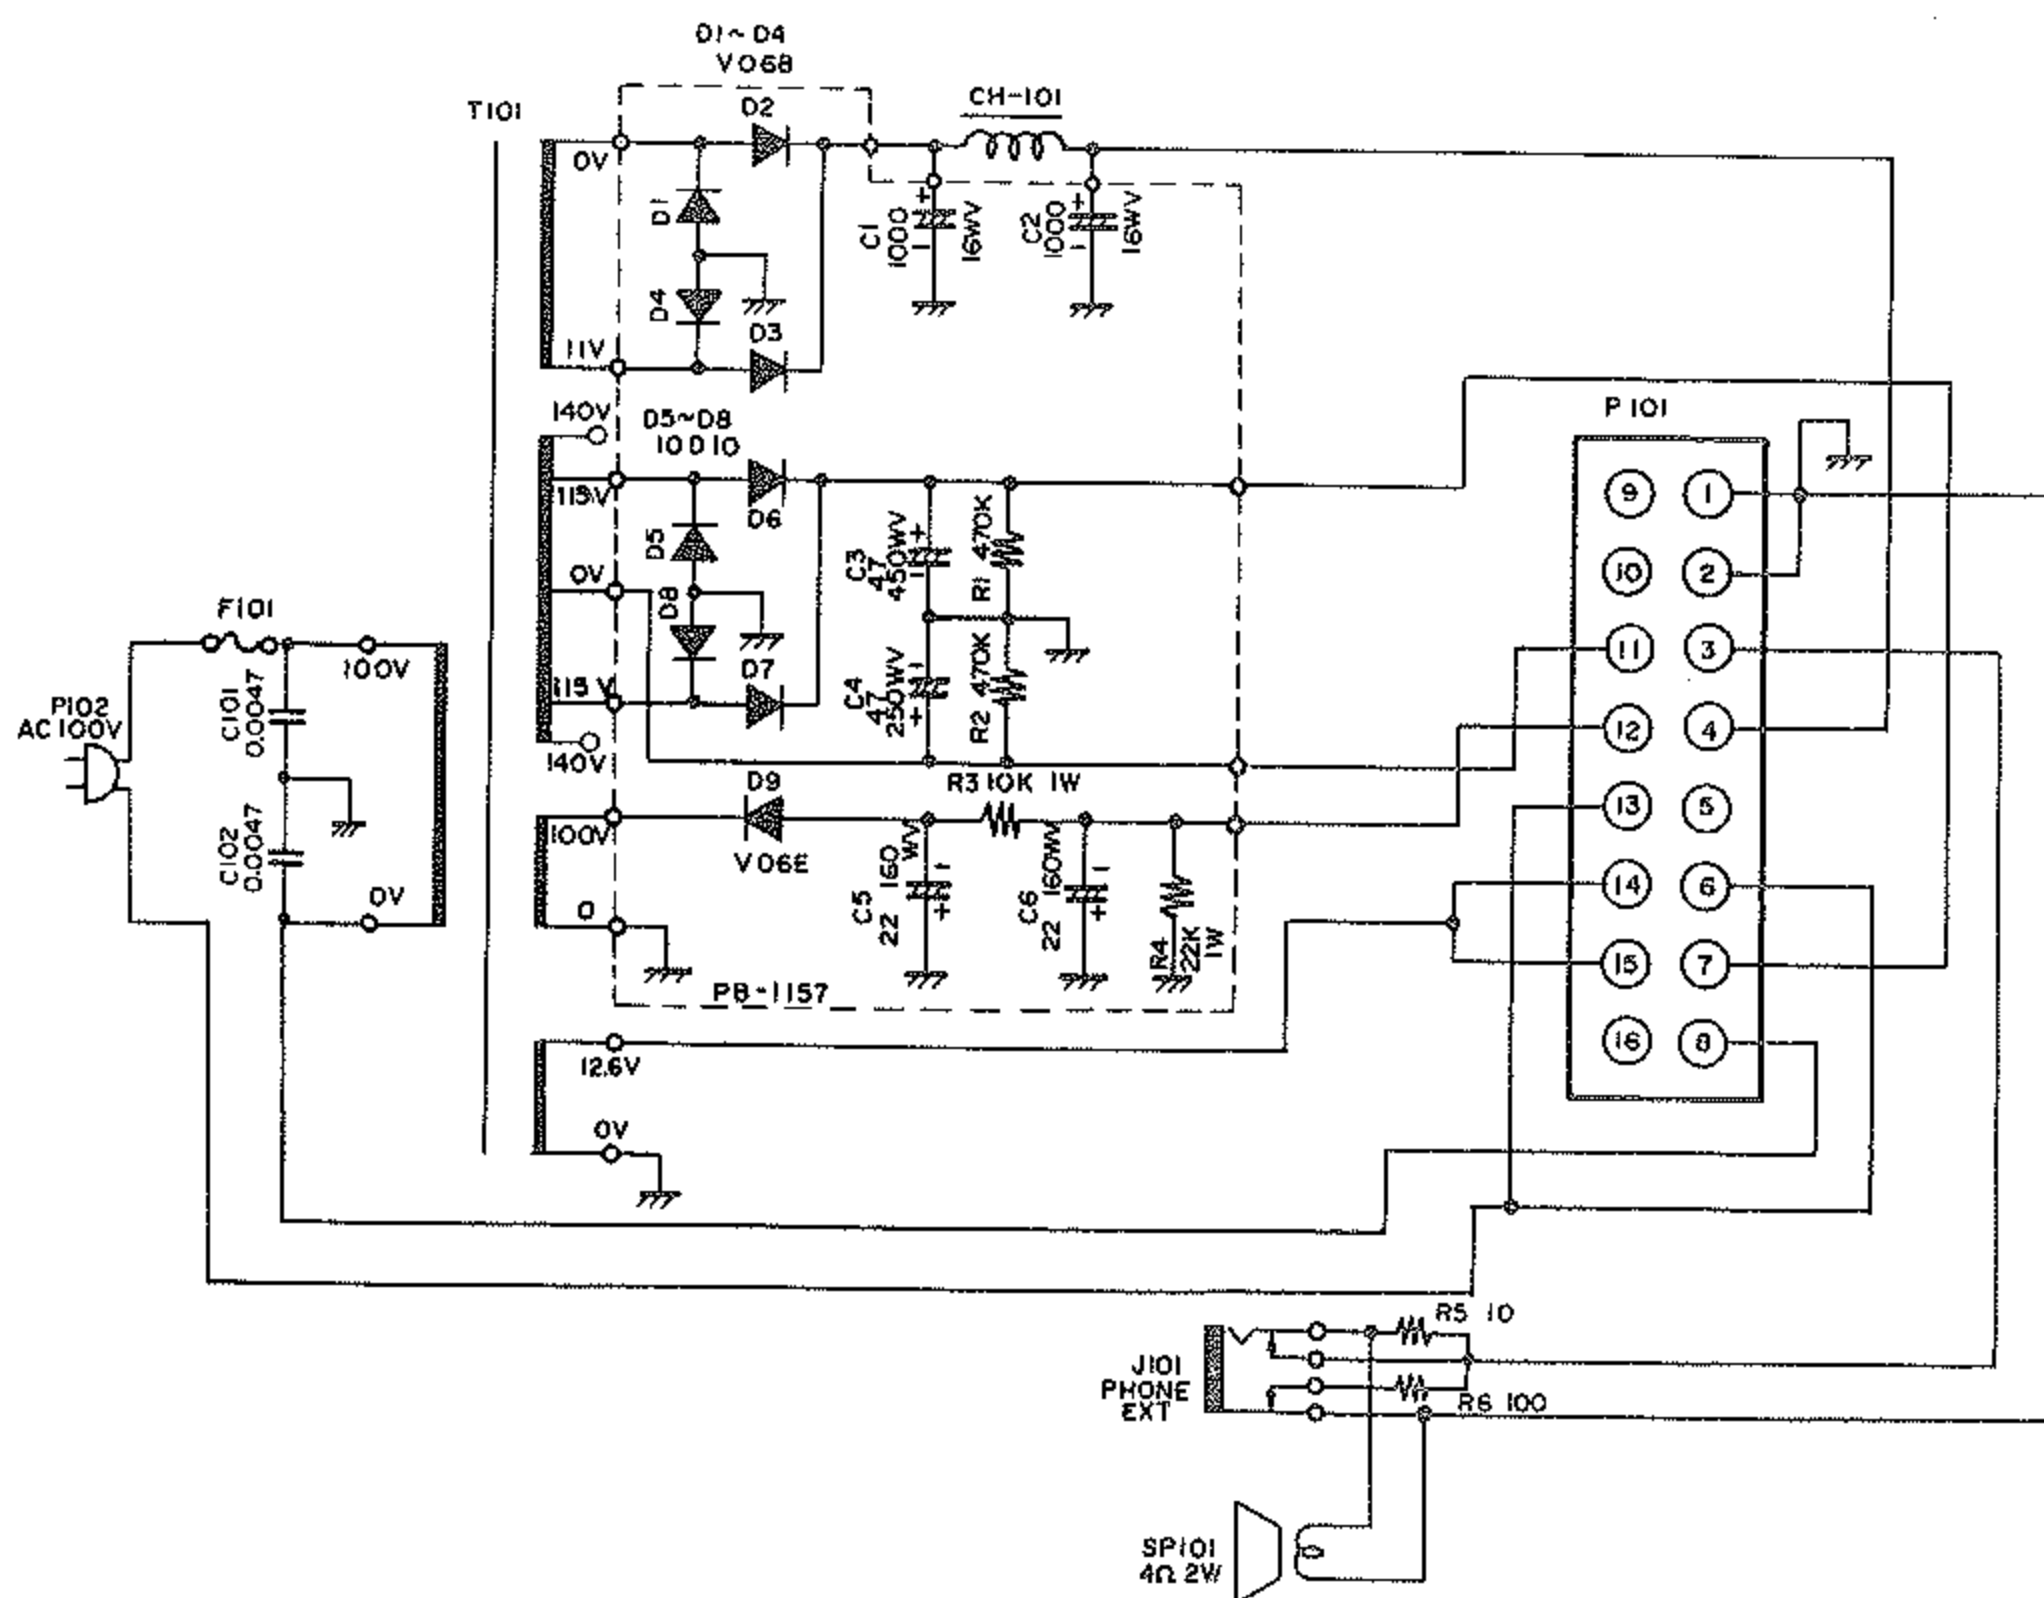 D1~D4
V06B
T101
D2
CH-101
0V
D1
C1
1000
16WV
C2
1000
16WV
D4
D3
11V
140V
D5~D8
10D10
P101
115V
D6
D5
C3
47
450WV
R1 470K
0V
D8
F101
100V
D7
C4
47
250WV
R2 470K
115V
P102
AC100V
C101
0.0047
140V
D9
R3 10K 1W
100V
V06E
C102
0.0047
0V
C5
22
160
WV
C6
22
160WV
R4
22K
1W
0
PB-1157
12.6V
0V
9 1
10 2
11 3
12 4
13 5
14 6
15 7
16 8
R5 10
J101
PHONE
EXT
R6 100
SP101
4Ω 2W